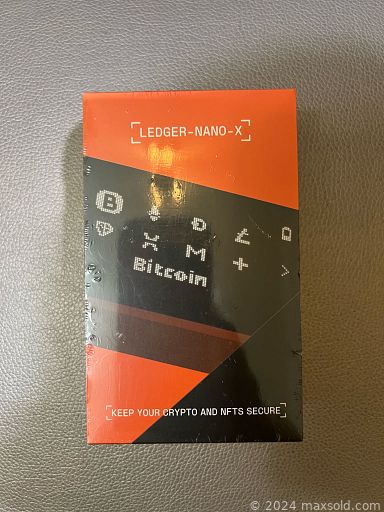 LEDGER-NANO-X
Bitcoin
KEEP YOUR CRYPTO AND NFTS SECURE
© 2024 maxsold.com